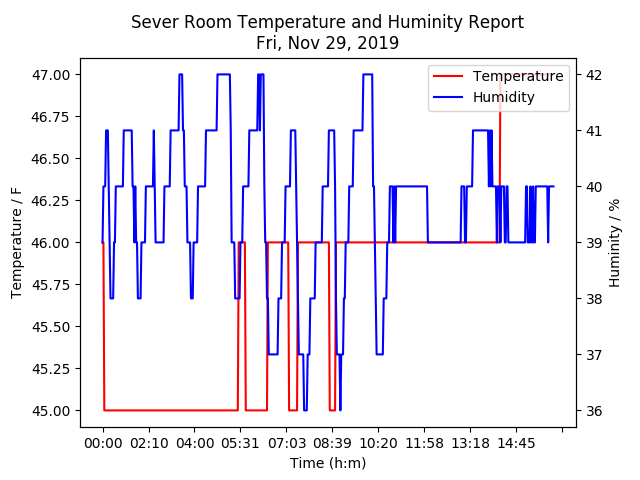 Sever Room Temperature and Huminity Report
Fri, Nov 29, 2019
Temperature
Humidity
47.00
46.75
46.50
46.25
46.00
45.75
45.50
45.25
45.00
Temperature / F
42
41
40
39
38
37
36
Huminity / %
00:00 02:10 04:00 05:31 07:03 08:39 10:20 11:58 13:18 14:45
Time (h:m)